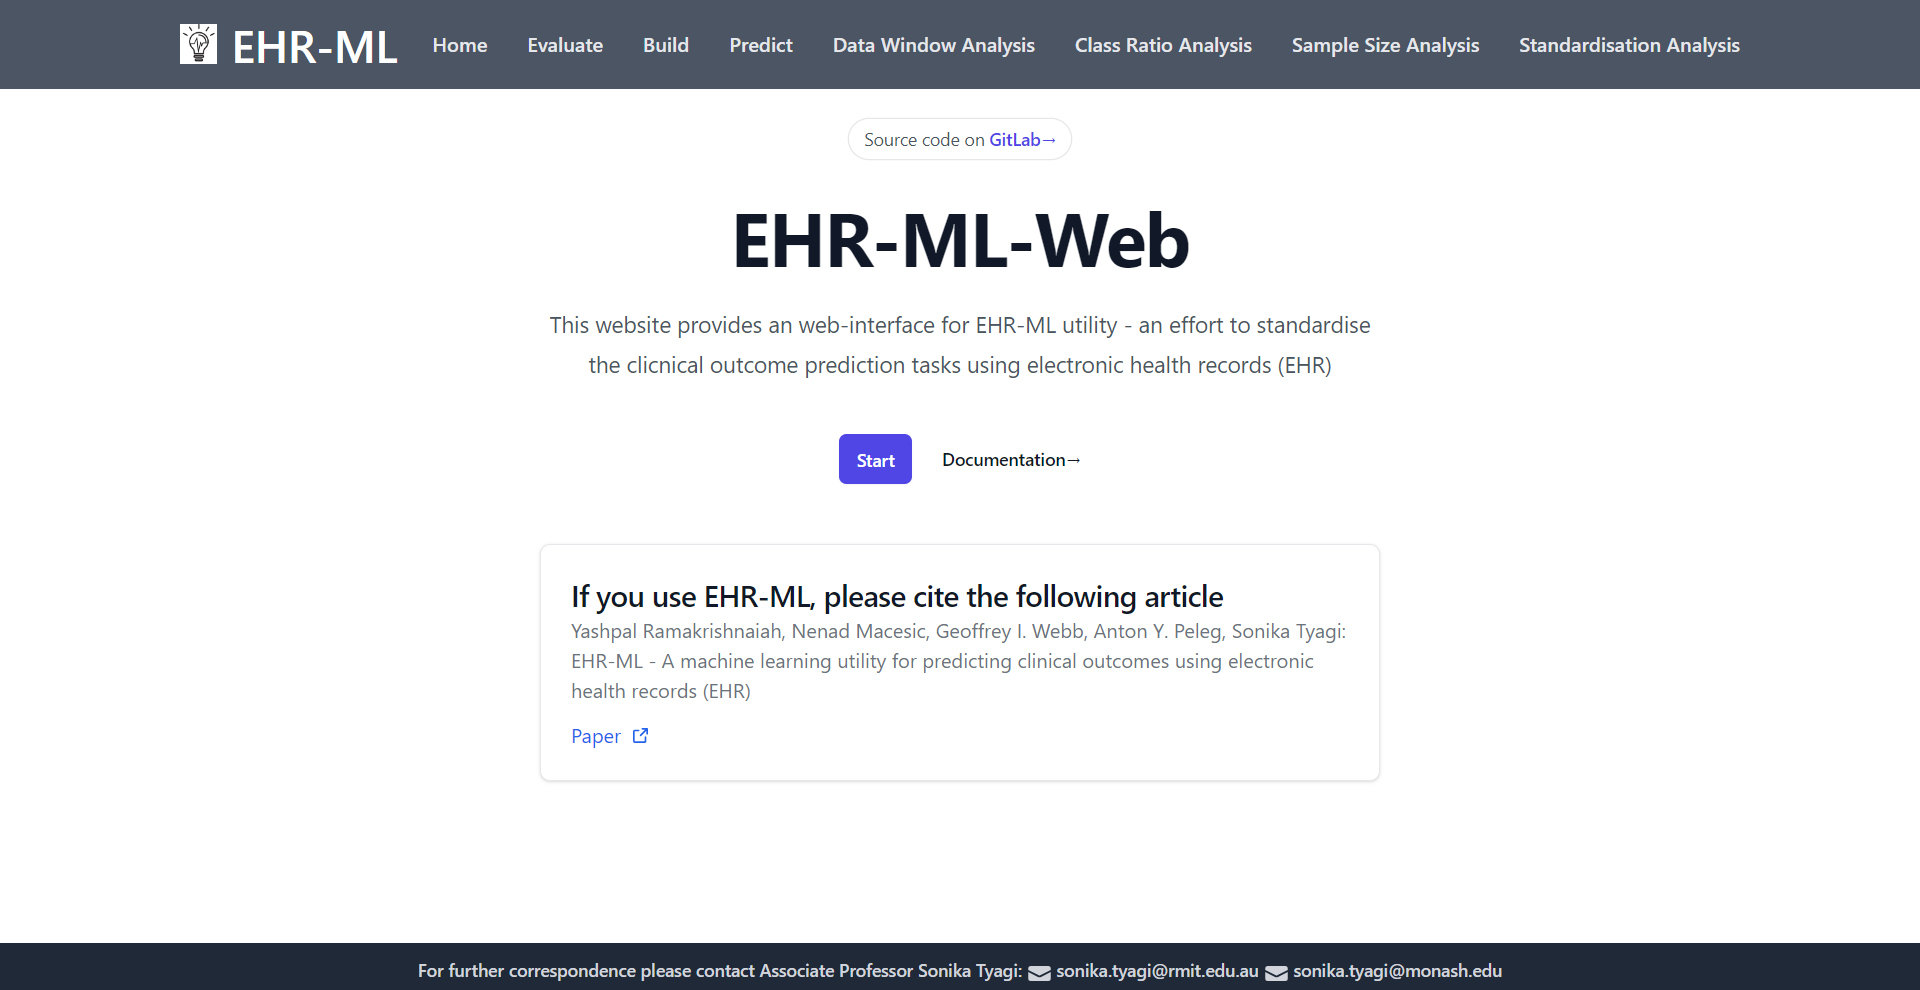 EHR-ML
Home
Evaluate
Build
Predict
Data Window Analysis
Class Ratio Analysis
Sample Size Analysis
Standardisation Analysis
Source code on GitLab→
EHR-ML-Web
This website provides an web-interface for EHR-ML utility - an effort to standardise
the clicnical outcome prediction tasks using electronic health records (EHR)
Start
Documentation→
If you use EHR-ML, please cite the following article
Yashpal Ramakrishnaiah, Nenad Macesic, Geoffrey I. Webb, Anton Y. Peleg, Sonika Tyagi:
EHR-ML - A machine learning utility for predicting clinical outcomes using electronic
health records (EHR)
Paper
For further correspondence please contact Associate Professor Sonika Tyagi: sonika.tyagi@rmit.edu.au sonika.tyagi@monash.edu